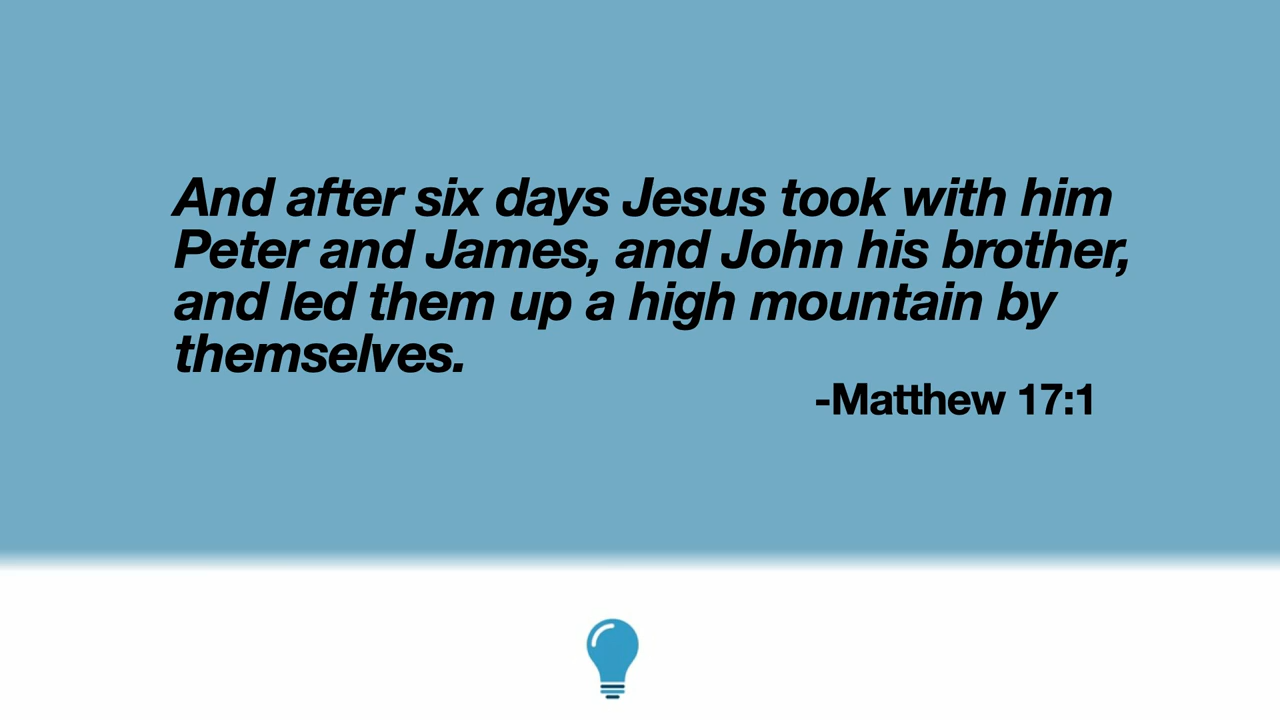 And after six days Jesus took with him
Peter and James, and John his brother,
and led them up a high mountain by
themselves.
-Matthew 17:1